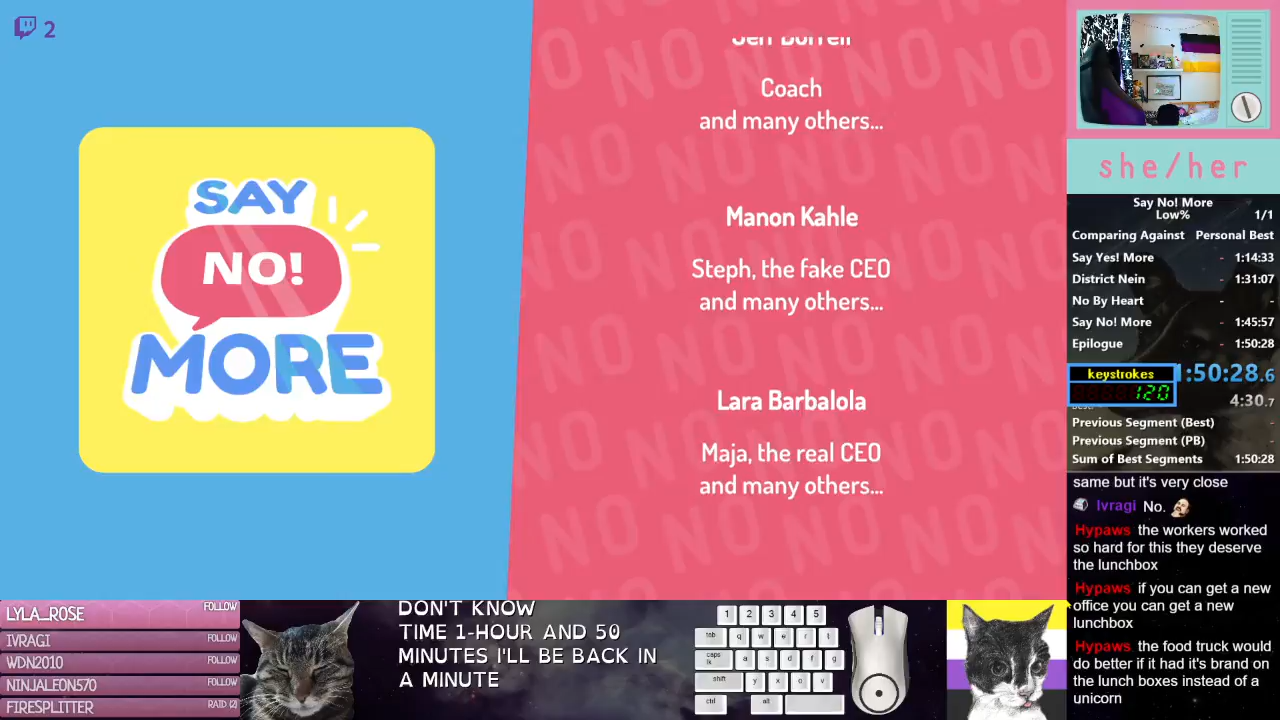 2
Coach
and many others...
Manon Kahle
Steph, the fake CEO
and many others...
Lara Barbalola
Maja, the real CEO
and many others...
SAY
NO!
MORE
she/her
Say No! More
Low% 1/1
Comparing Against Personal Best
Say Yes! More - 1:14:33
District Nein - 1:31:07
No By Heart - -
Say No! More - 1:45:57
Epilogue - 1:50:28
keystrokes 1:50:28.6
120
4:30.7
Previous Segment (Best) -
Previous Segment (PB) -
Sum of Best Segments 1:50:28
same but it's very close
Ivragi No.
Hypaws the workers worked
so hard for this they deserve
the lunchbox
Hypaws if you can get a new
office you can get a new
lunchbox
Hypaws the food truck would
do better if it had it's brand on
the lunch boxes instead of a
unicorn
LYLA_ROSE FOLLOW
IVRAGI FOLLOW
WDN2010 FOLLOW
NINJALEON570 FOLLOW
FIRESPLITTER RAID (2)
DON'T KNOW
TIME 1-HOUR AND 50
MINUTES I'LL BE BACK IN
A MINUTE
1 2 3 4 5
tab q w e r t
caps lk a s d f g
shift y x c v
ctrl alt